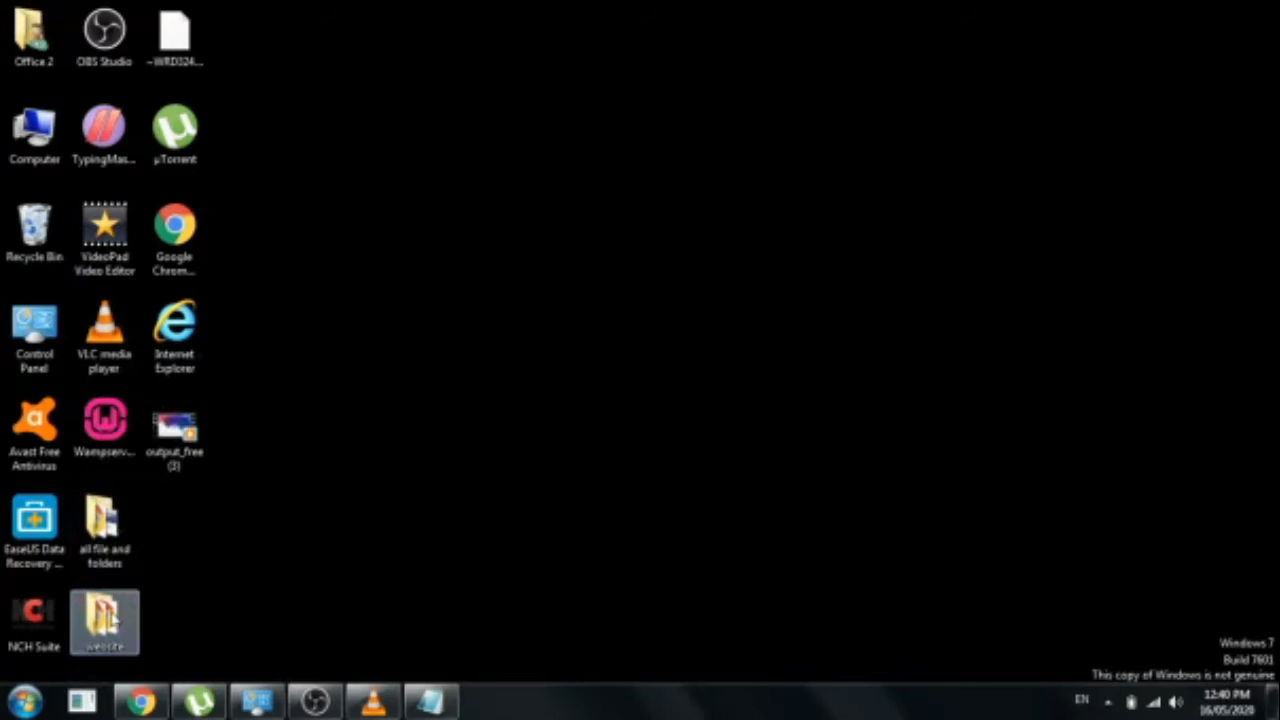 Office 2
OBS Studio
~WRD324...
Computer
TypingMas...
µTorrent
Recycle Bin
VideoPad
Video Editor
Google
Chrom...
Control
Panel
VLC media
player
Internet
Explorer
Avast Free
Antivirus
Wampserv...
output_free
(3)
EaseUS Data
Recovery ...
all file and
folders
NCH Suite
website
Windows 7
Build 7601
This copy of Windows is not genuine
EN
12:40 PM
16/05/2020